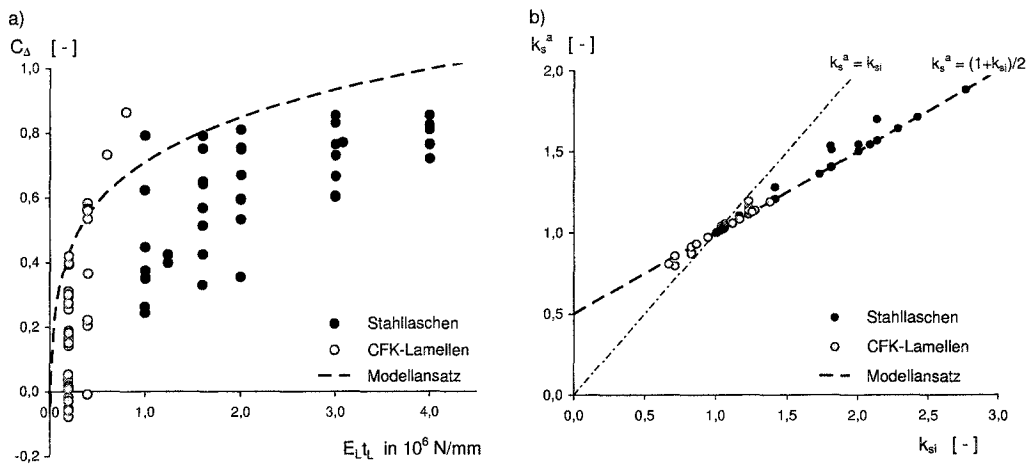 a)
C_Δ [-]
1,0
0,8
0,6
0,4
0,2
0,0
-0,2
0,0
1,0
2,0
3,0
4,0
E_L t_L in 10⁶ N/mm
Stahllaschen
CFK-Lamellen
Modellansatz
b)
k_s^a [-]
2,0
1,5
1,0
0,5
0,0
0,0
0,5
1,0
1,5
2,0
2,5
3,0
k_si [-]
k_s^a = k_si
k_s^a = (1+k_si)/2
Stahllaschen
CFK-Lamellen
Modellansatz